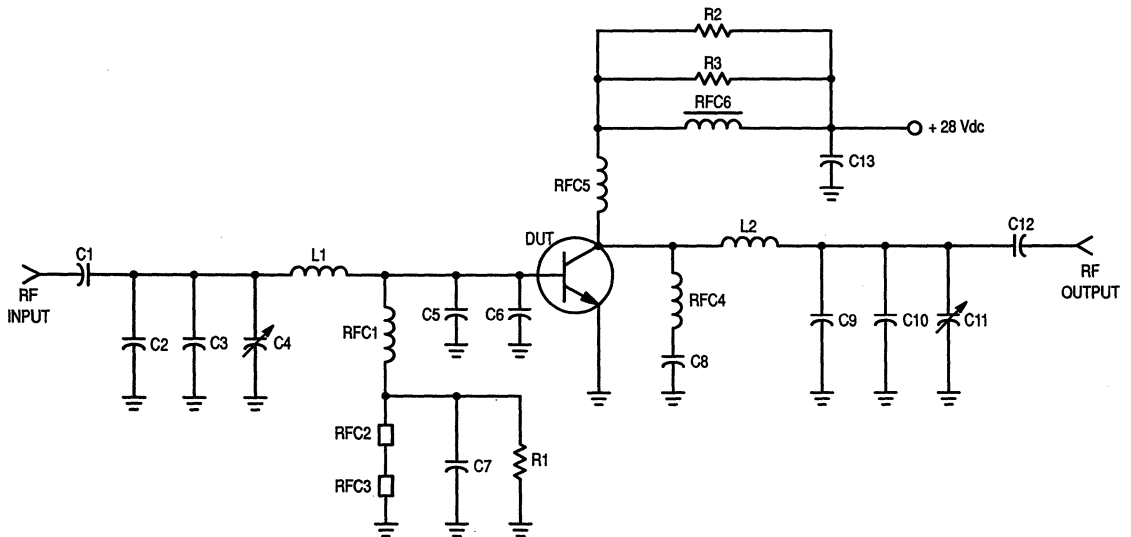 R2
R3
RFC6
+ 28 Vdc
C13
RFC5
DUT
L2
C12
RF
OUTPUT
C1
RF
INPUT
L1
RFC4
C2
C3
C4
RFC1
C5
C6
C8
C9
C10
C11
RFC2
RFC3
C7
R1